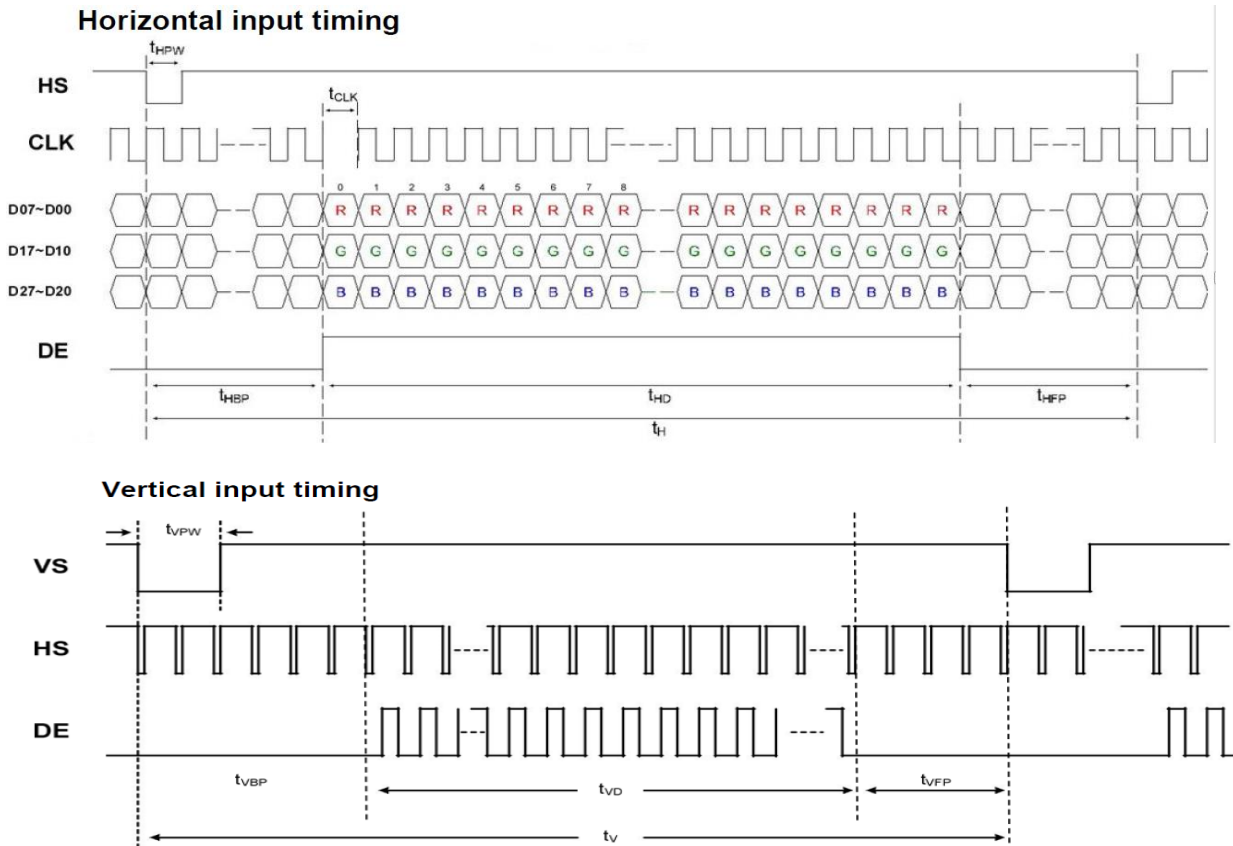 Horizontal input timing
tHPW
HS
tCLK
CLK
0 1 2 3 4 5 6 7 8
D07~D00 R R R R R R R R R R R R R R R R R
D17~D10 G G G G G G G G G G G G G G G G G
D27~D20 B B B B B B B B B B B B B B B B B
DE
tHBP tHD tHFP
tH
Vertical input timing
tVPW
VS
HS
DE
tVBP tVD tVFP
tV